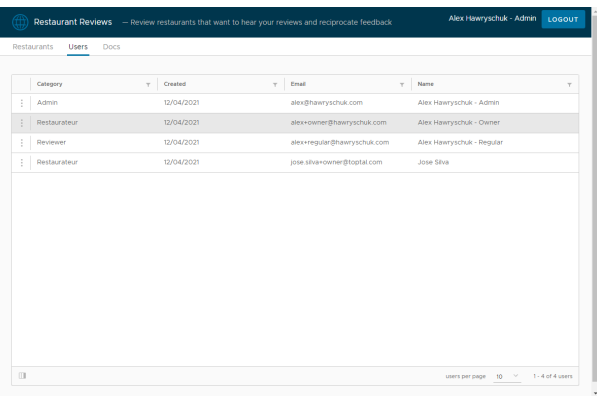 Restaurant Reviews — Review restaurants that want to hear your reviews and reciprocate feedback Alex Hawryschuk - Admin LOGOUT
Restaurants Users Docs
Category Created Email Name
Admin 12/04/2021 alex@hawryschuk.com Alex Hawryschuk - Admin
Restaurateur 12/04/2021 alex+owner@hawryschuk.com Alex Hawryschuk - Owner
Reviewer 12/04/2021 alex+regular@hawryschuk.com Alex Hawryschuk - Regular
Restaurateur 12/04/2021 jose.silva+owner@toptal.com Jose Silva
users per page 10 1 - 4 of 4 users